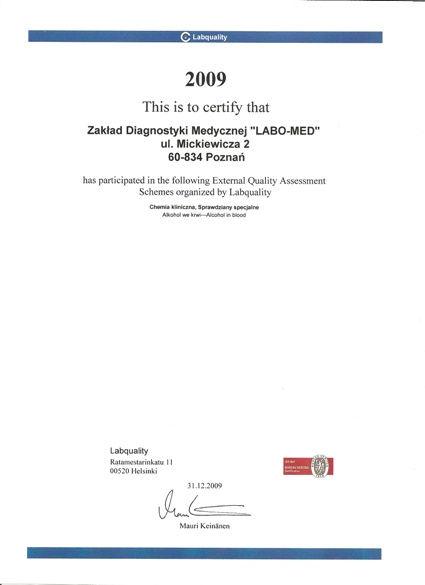 Labquality
2009
This is to certify that
Zakład Diagnostyki Medycznej "LABO-MED"
ul. Mickiewicza 2
60-834 Poznań
has participated in the following External Quality Assessment
Schemes organized by Labquality
Chemia kliniczna, Sprawdziany specjalne
Alkohol we krwi---Alcohol in blood
Labquality
Ratamestarinkatu 11
00520 Helsinki
31.12.2009
Mauri Keinänen